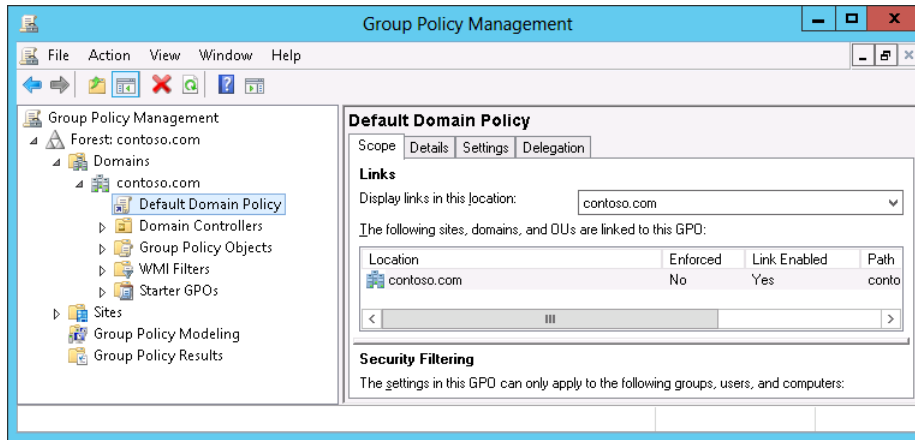 Group Policy Management
File Action View Window Help
Group Policy Management
Forest: contoso.com
Domains
contoso.com
Default Domain Policy
Domain Controllers
Group Policy Objects
WMI Filters
Starter GPOs
Sites
Group Policy Modeling
Group Policy Results
Default Domain Policy
Scope Details Settings Delegation
Links
Display links in this location: contoso.com
The following sites, domains, and OUs are linked to this GPO:
Location Enforced Link Enabled Path
contoso.com No Yes conto
Security Filtering
The settings in this GPO can only apply to the following groups, users, and computers: